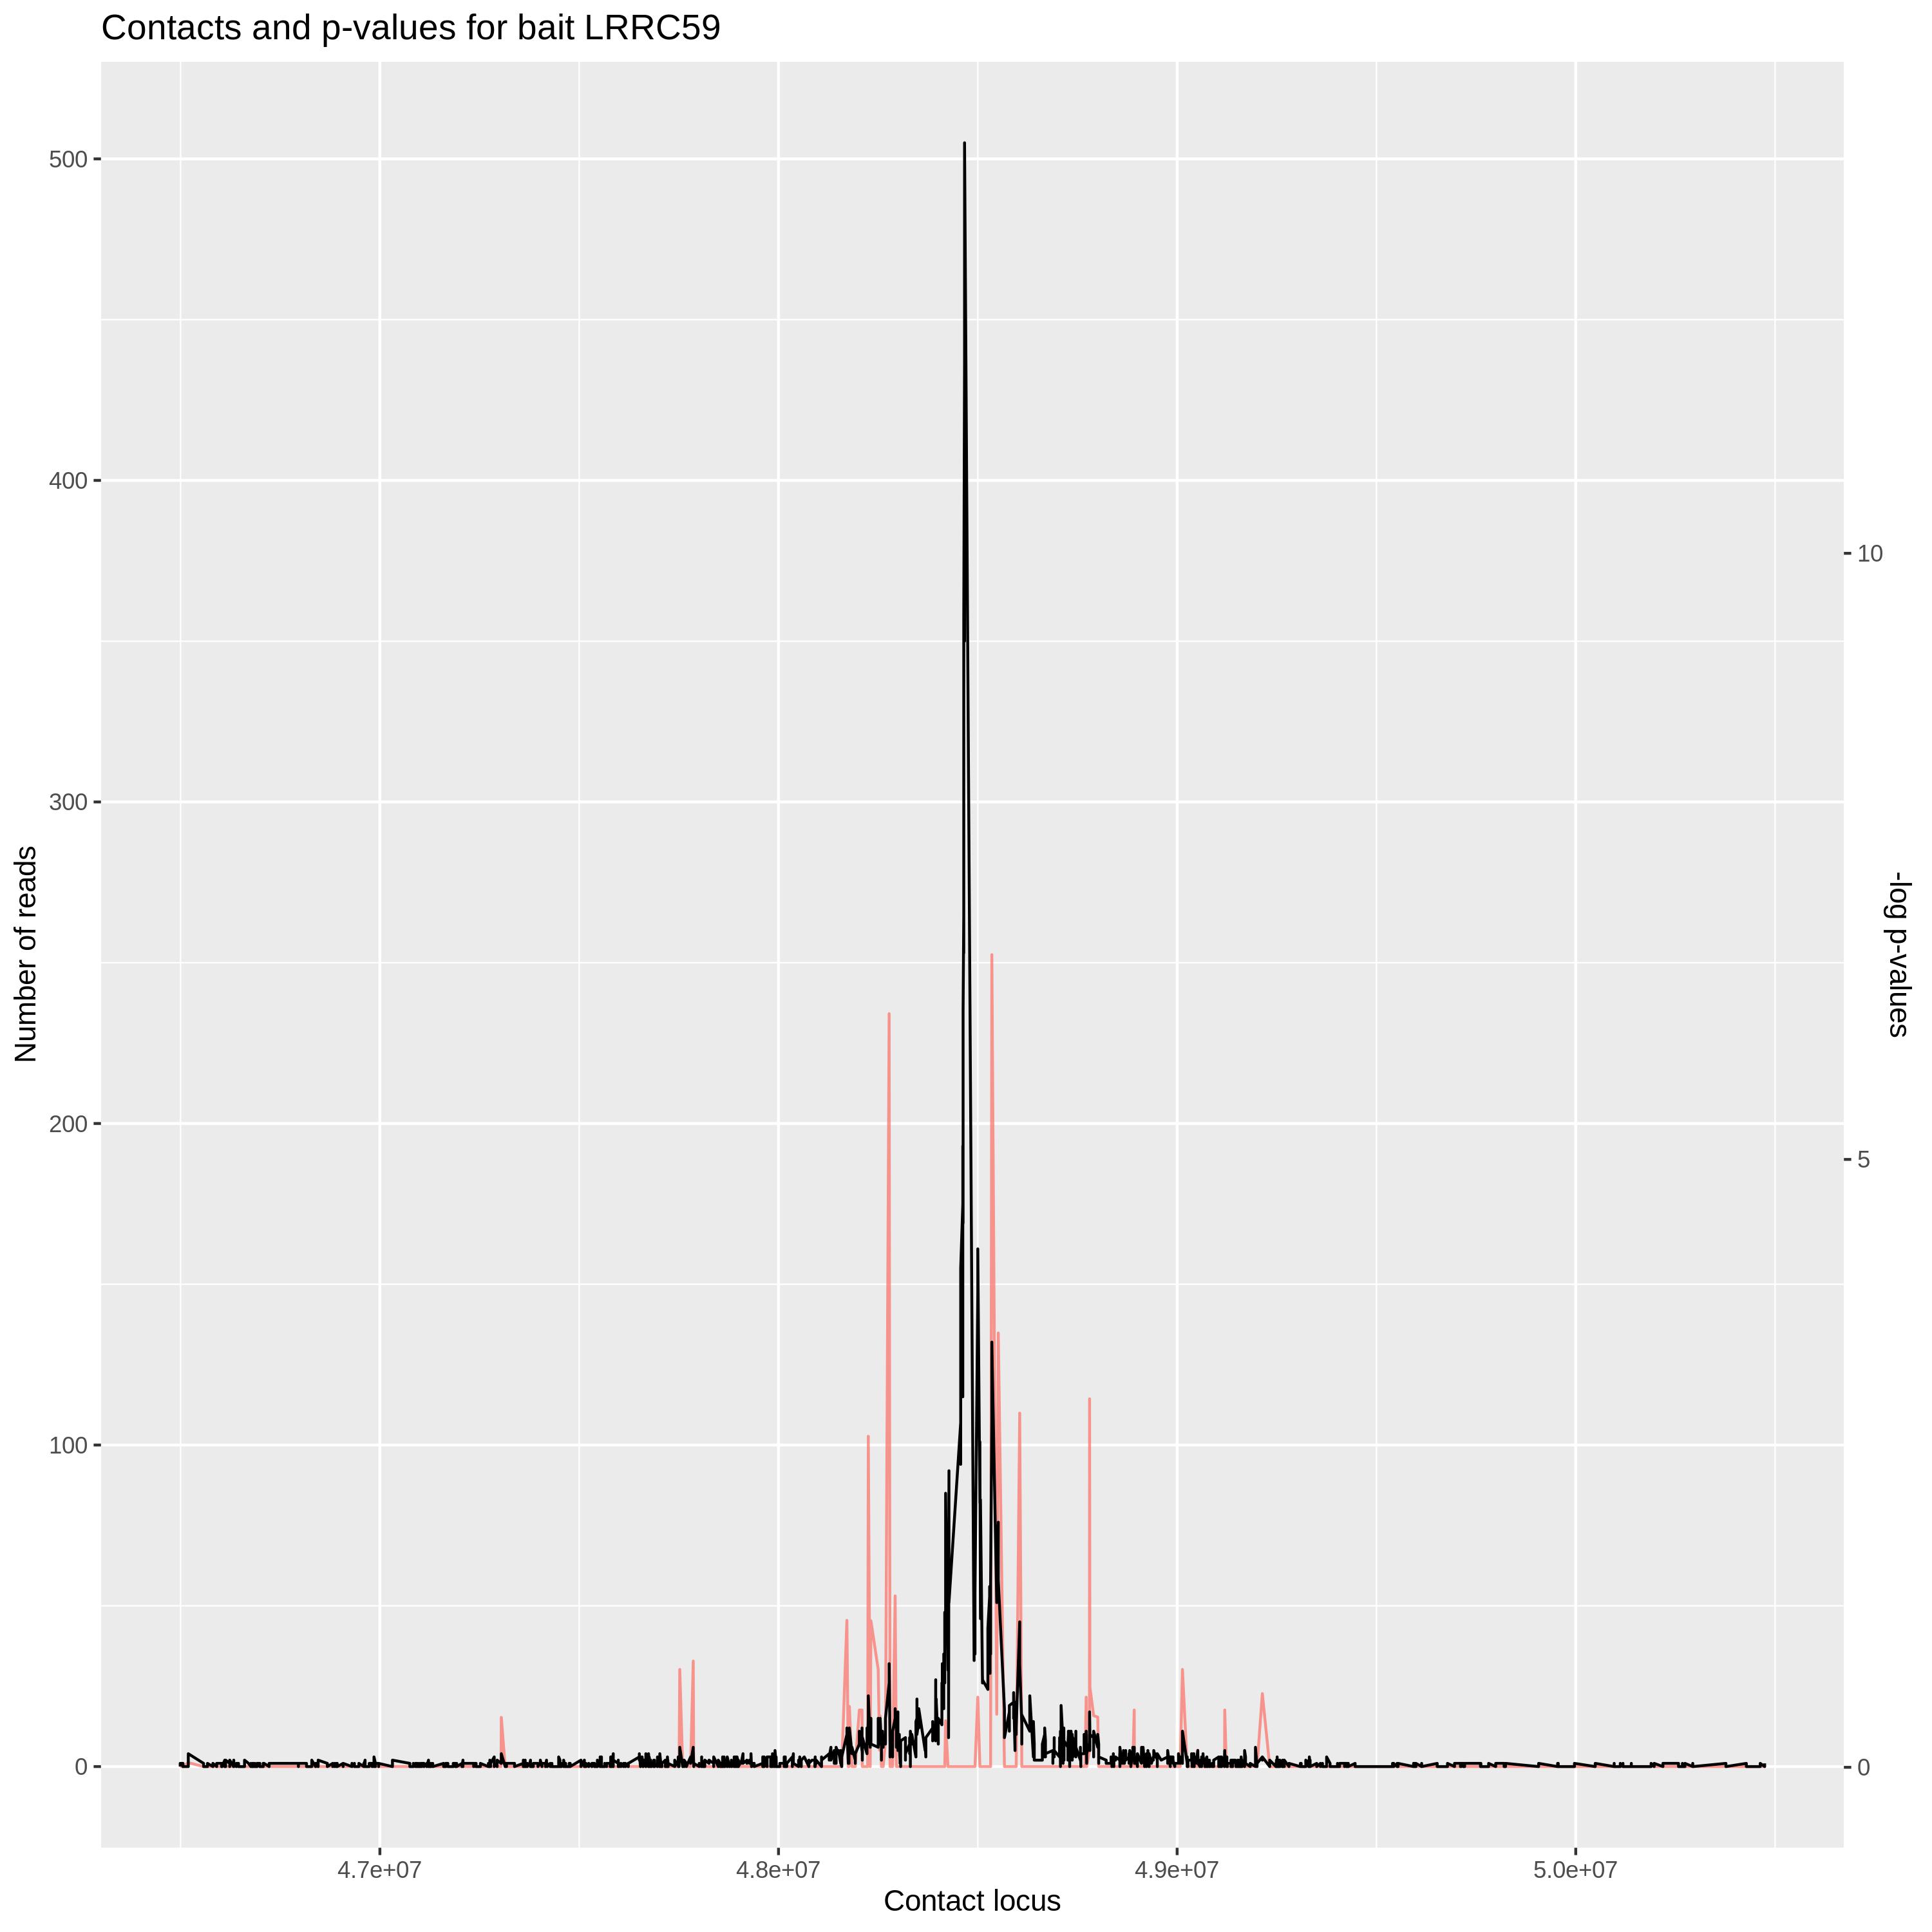 Contacts and p-values for bait LRRC59
500
400
300
200
100
0
Number of reads
10
5
0
-log p-values
4.7e+07
4.8e+07
4.9e+07
5.0e+07
Contact locus